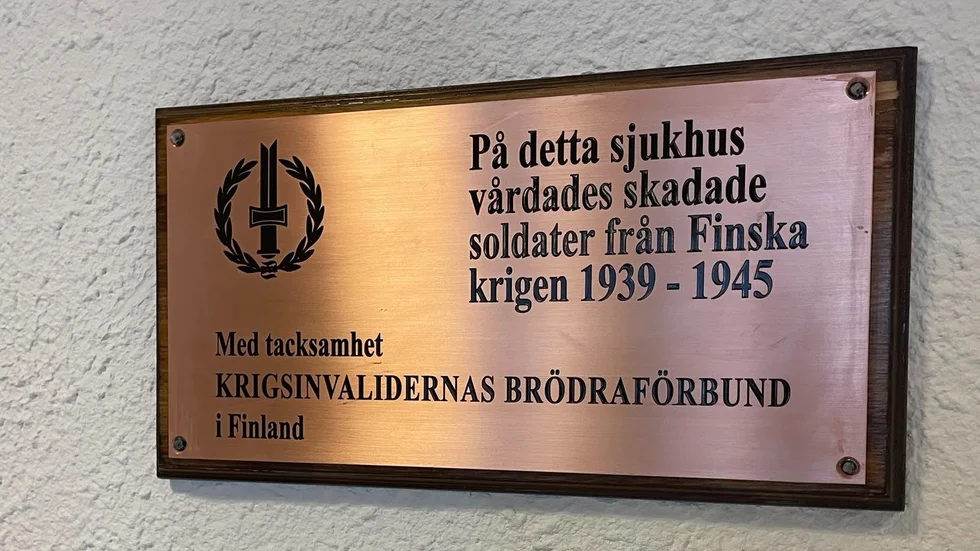 På detta sjukhus
vårdades skadade
soldater från Finska
krigen 1939 - 1945
Med tacksamhet
KRIGSINVALIDERNAS BRÖDRAFÖRBUND
i Finland